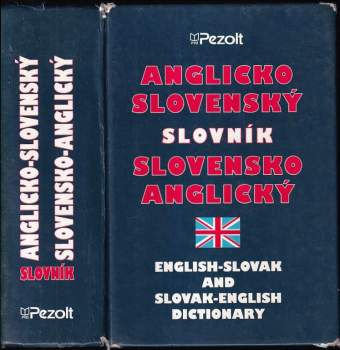 ANGLICKO-SLOVENSKÝ
SLOVENSKO-ANGLICKÝ
SLOVNÍK
Pezolt
Pezolt
ANGLICKO
SLOVENSKÝ
SLOVNÍK
SLOVENSKO
ANGLICKÝ
ENGLISH-SLOVAK
AND
SLOVAK-ENGLISH
DICTIONARY